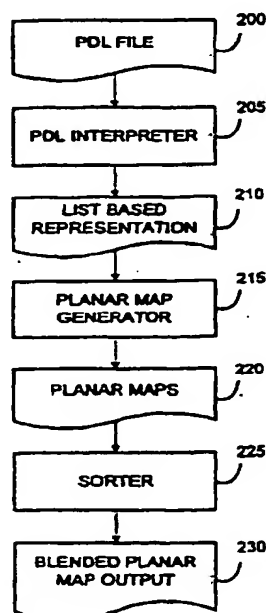 200
PDL FILE
205
PDL INTERPRETER
210
LIST BASED
REPRESENTATION
215
PLANAR MAP
GENERATOR
220
PLANAR MAPS
225
SORTER
230
BLENDED PLANAR
MAP OUTPUT